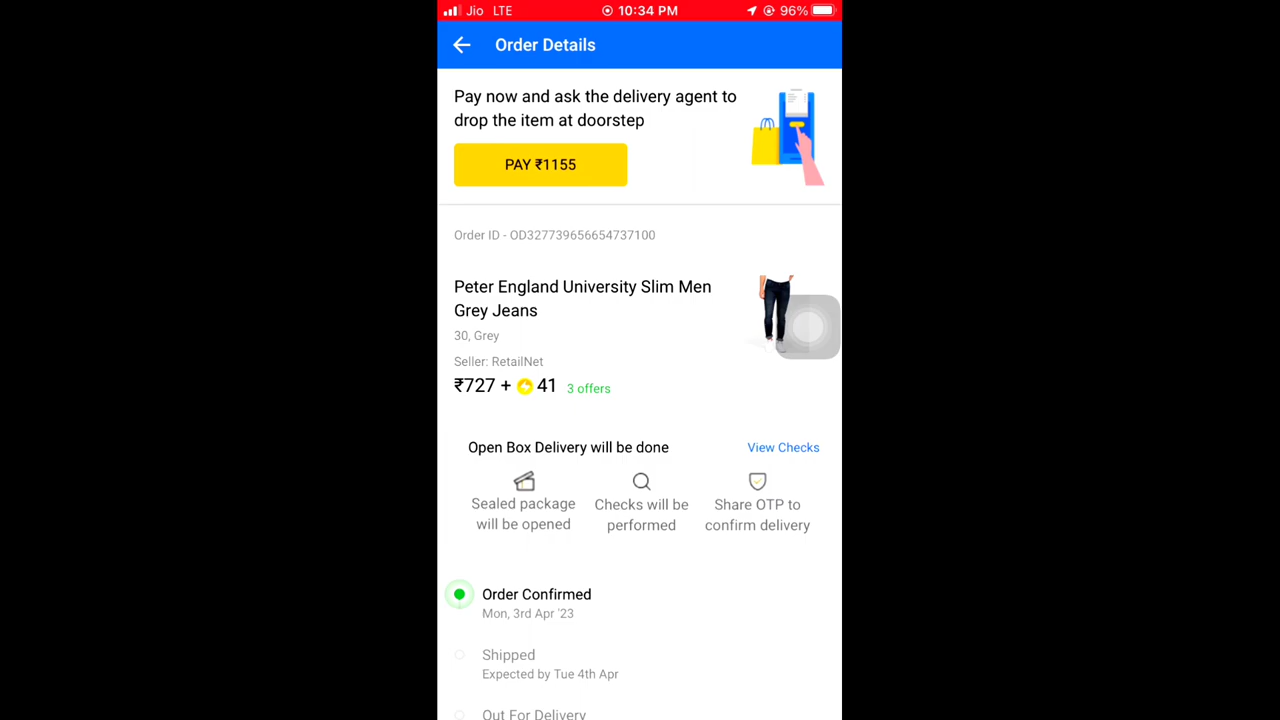 Jio LTE 10:34 PM 96%
Order Details
Pay now and ask the delivery agent to
drop the item at doorstep
PAY ₹1155
Order ID - OD327739656654737100
Peter England University Slim Men
Grey Jeans
30, Grey
Seller: RetailNet
₹727 + 41 3 offers
Open Box Delivery will be done View Checks
Sealed package
will be opened
Checks will be
performed
Share OTP to
confirm delivery
Order Confirmed
Mon, 3rd Apr '23
Shipped
Expected by Tue 4th Apr
Out For Delivery